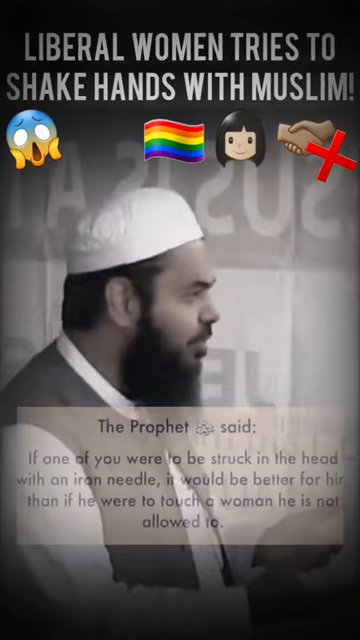 LIBERAL WOMEN TRIES TO
SHAKE HANDS WITH MUSLIM!
The Prophet ﷺ said:
If one of you were to be struck in the head
with an iron needle, it would be better for hir
than if he were to touch a woman he is not
allowed to.